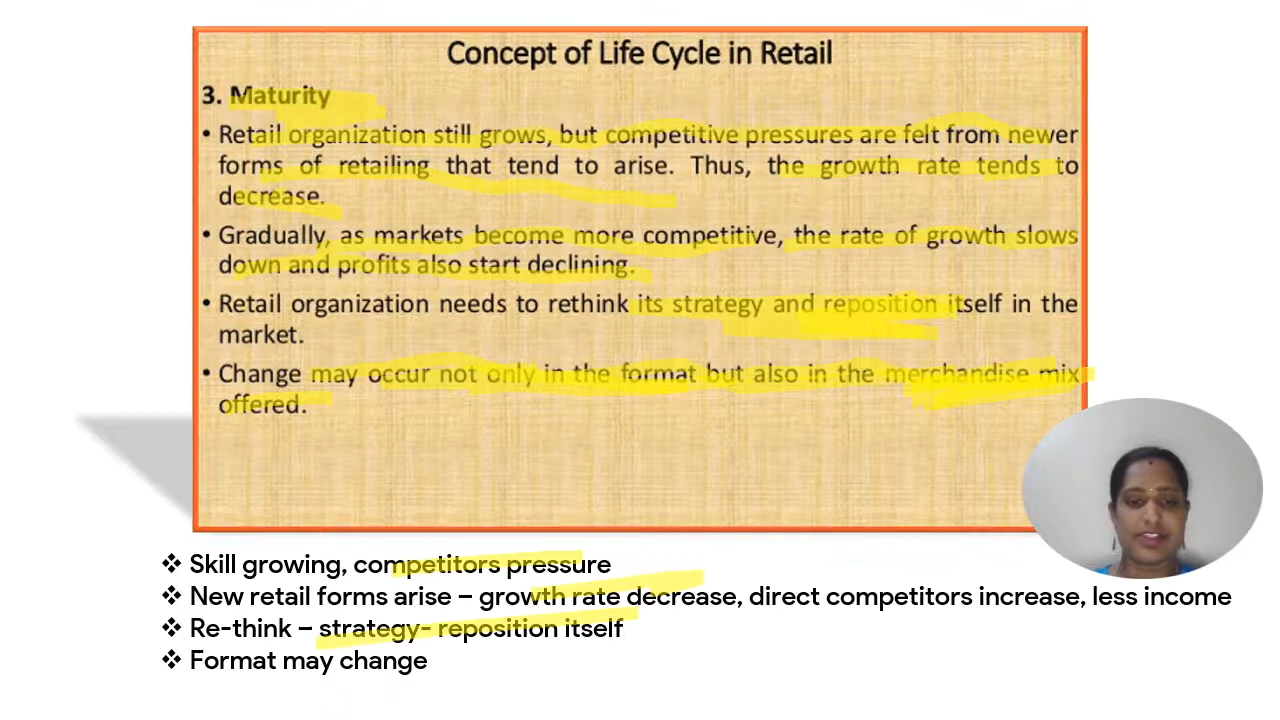 Concept of Life Cycle in Retail
3. Maturity
• Retail organization still grows, but competitive pressures are felt from newer
forms of retailing that tend to arise. Thus, the growth rate tends to
decrease.
• Gradually, as markets become more competitive, the rate of growth slows
down and profits also start declining.
• Retail organization needs to rethink its strategy and reposition itself in the
market.
• Change may occur not only in the format but also in the merchandise mix
offered.
❖ Skill growing, competitors pressure
❖ New retail forms arise – growth rate decrease, direct competitors increase, less income
❖ Re-think – strategy- reposition itself
❖ Format may change